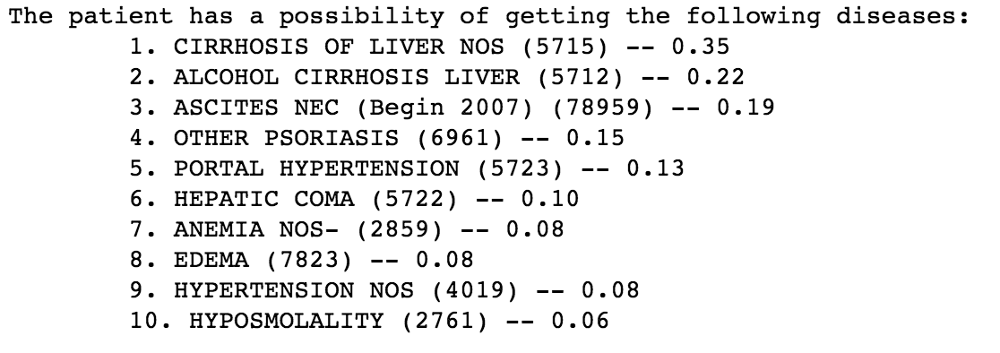 The patient has a possibility of getting the following diseases:
1. CIRRHOSIS OF LIVER NOS (5715) -- 0.35
2. ALCOHOL CIRRHOSIS LIVER (5712) -- 0.22
3. ASCITES NEC (Begin 2007) (78959) -- 0.19
4. OTHER PSORIASIS (6961) -- 0.15
5. PORTAL HYPERTENSION (5723) -- 0.13
6. HEPATIC COMA (5722) -- 0.10
7. ANEMIA NOS- (2859) -- 0.08
8. EDEMA (7823) -- 0.08
9. HYPERTENSION NOS (4019) -- 0.08
10. HYPOSMOLALITY (2761) -- 0.06